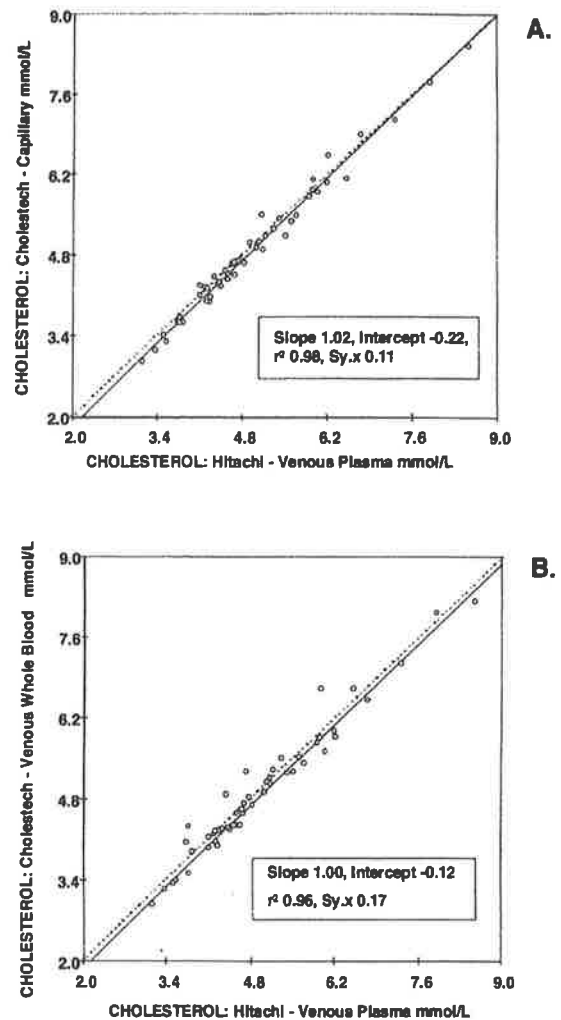 A.
CHOLESTEROL: Cholestech - Capillary mmol/L
9.0
7.6
6.2
4.8
3.4
2.0
Slope 1.02, Intercept -0.22,
r² 0.98, Sy.x 0.11
2.0 3.4 4.8 6.2 7.6 9.0
CHOLESTEROL: Hitachi - Venous Plasma mmol/L
B.
CHOLESTEROL: Cholestech - Venous Whole Blood mmol/L
9.0
7.6
6.2
4.8
3.4
2.0
Slope 1.00, Intercept -0.12
r² 0.96, Sy.x 0.17
2.0 3.4 4.8 6.2 7.6 9.0
CHOLESTEROL: Hitachi - Venous Plasma mmol/L